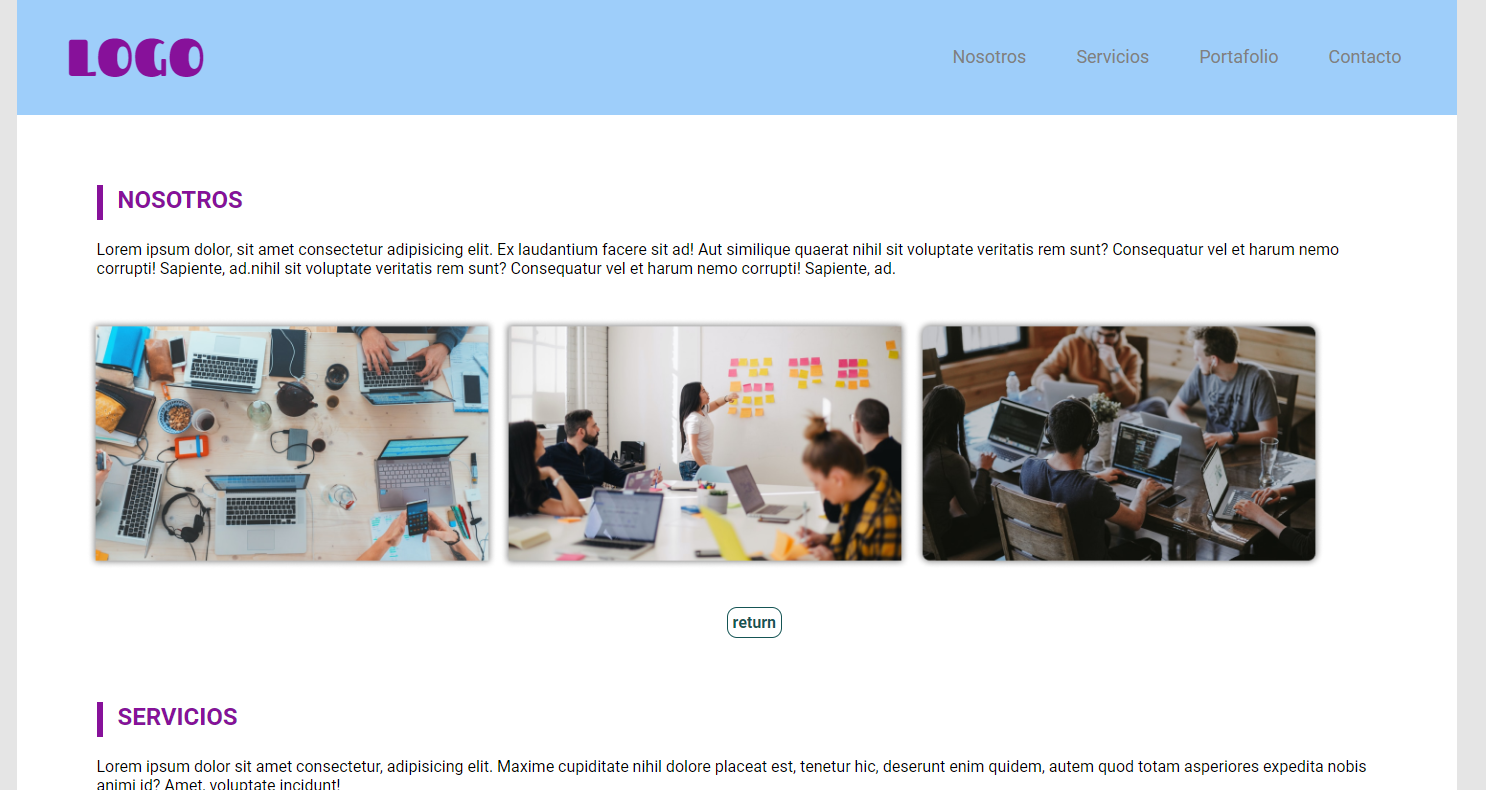 LOGO
Nosotros Servicios Portafolio Contacto
NOSOTROS
Lorem ipsum dolor, sit amet consectetur adipisicing elit. Ex laudantium facere sit ad! Aut similique quaerat nihil sit voluptate veritatis rem sunt? Consequatur vel et harum nemo
corrupti! Sapiente, ad.nihil sit voluptate veritatis rem sunt? Consequatur vel et harum nemo corrupti! Sapiente, ad.
return
SERVICIOS
Lorem ipsum dolor sit amet consectetur, adipisicing elit. Maxime cupiditate nihil dolore placeat est, tenetur hic, deserunt enim quidem, autem quod totam asperiores expedita nobis
animi id? Amet, voluptate incidunt!